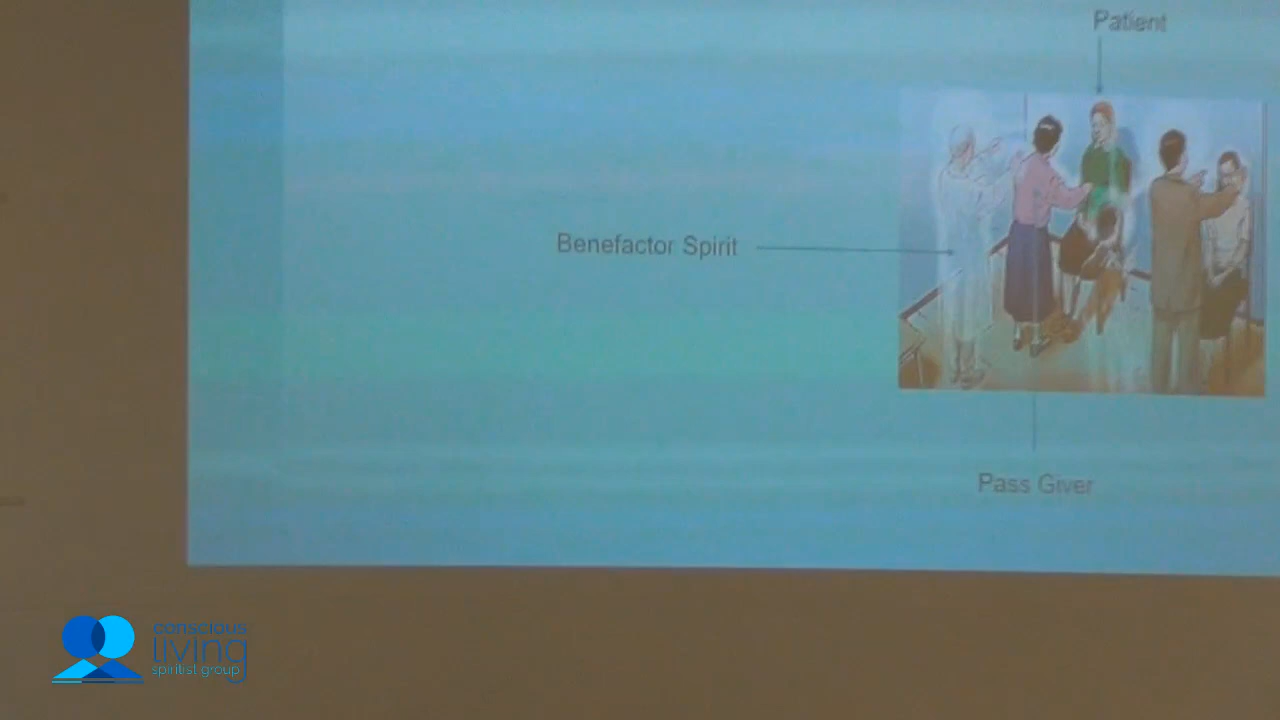 Patient
Benefactor Spirit
Pass Giver
conscious
living
spiritist group